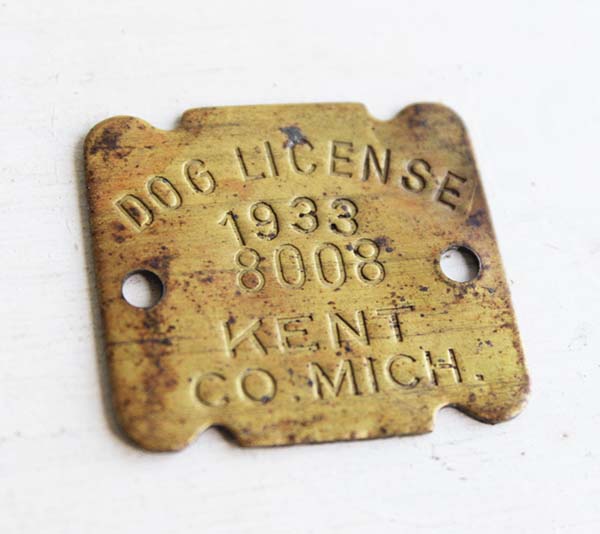 DOG LICENSE
1933
8008
KENT
CO. MICH.